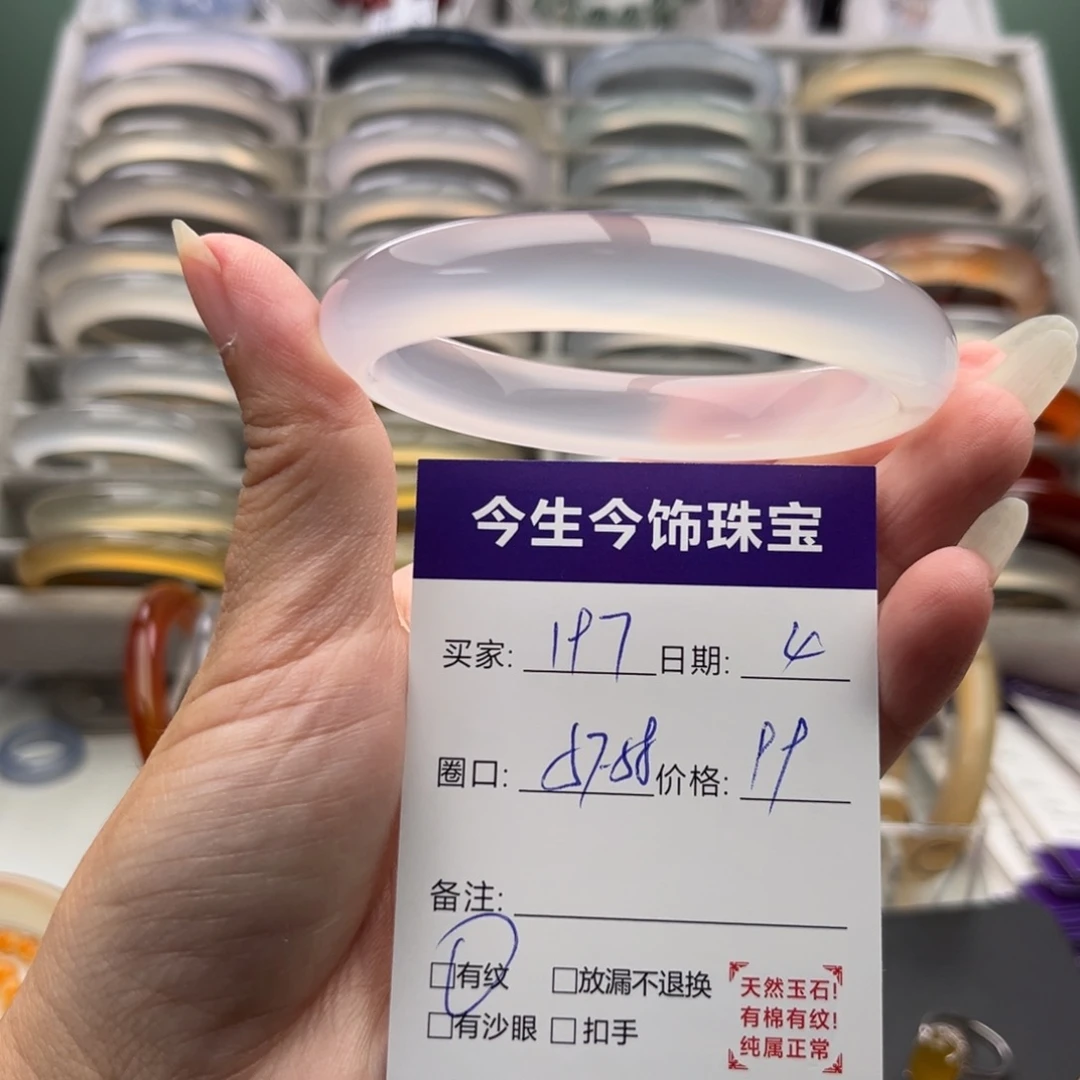 今生今饰珠宝
买家: 197 日期: 4
圈口: 57-58 价格: 99
备注:
□有纹 □放漏不退换
□有沙眼 □扣手
天然玉石!
有棉有纹!
纯属正常